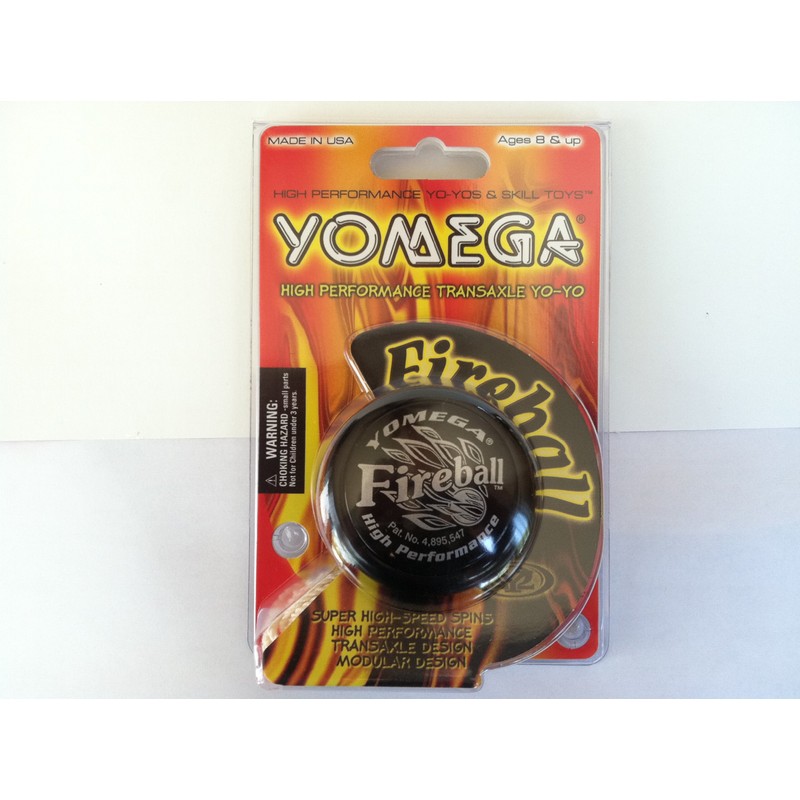 MADE IN USA
Ages 8 & up
HIGH PERFORMANCE YO-YOS & SKILL TOYS™
YOMEGA®
HIGH PERFORMANCE TRANSAXLE YO-YO
Fireball
WARNING:
CHOKING HAZARD -small parts
Not for Children under 3 years.
YOMEGA®
Fireball™
Pat. No. 4,895,547
High Performance
SUPER HIGH-SPEED SPINS
HIGH PERFORMANCE
TRANSAXLE DESIGN
MODULAR DESIGN